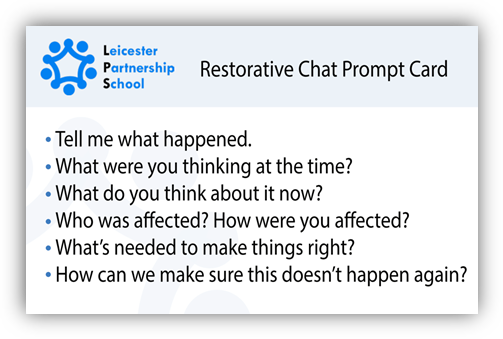 Leicester
Partnership
School
Restorative Chat Prompt Card
• Tell me what happened.
• What were you thinking at the time?
• What do you think about it now?
• Who was affected? How were you affected?
• What's needed to make things right?
• How can we make sure this doesn't happen again?